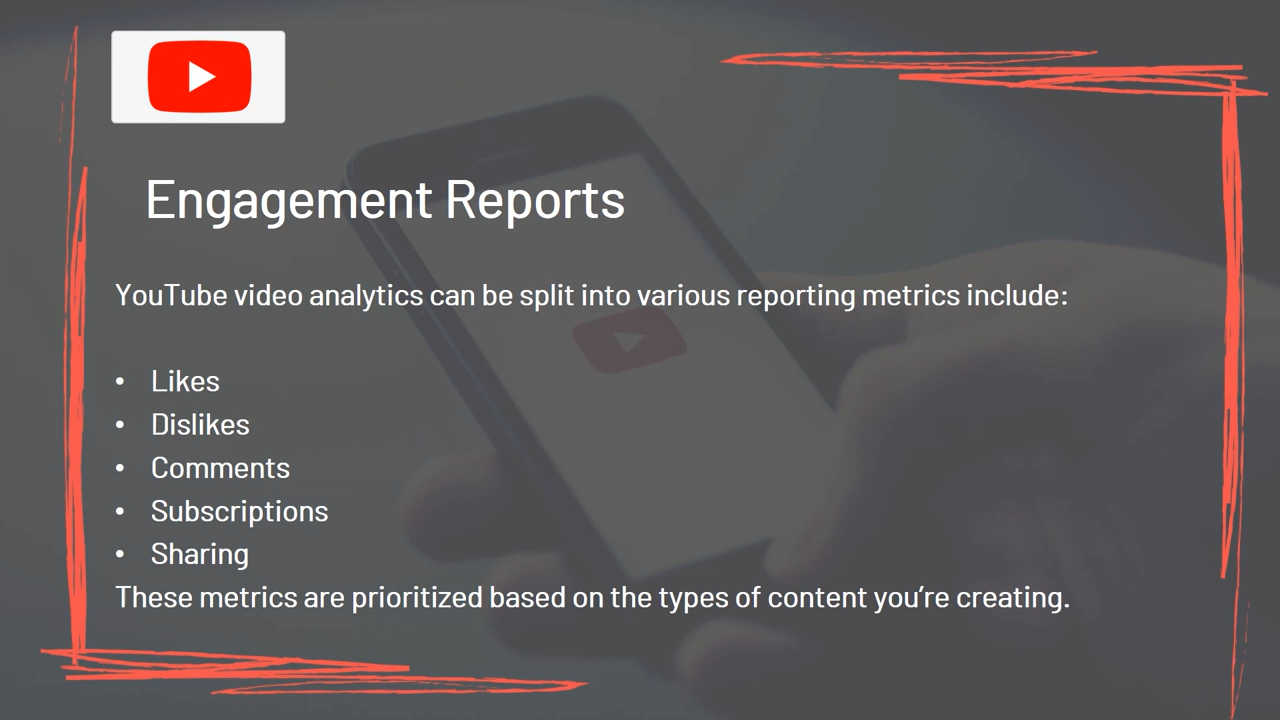 Engagement Reports
YouTube video analytics can be split into various reporting metrics include:
• Likes
• Dislikes
• Comments
• Subscriptions
• Sharing
These metrics are prioritized based on the types of content you’re creating.